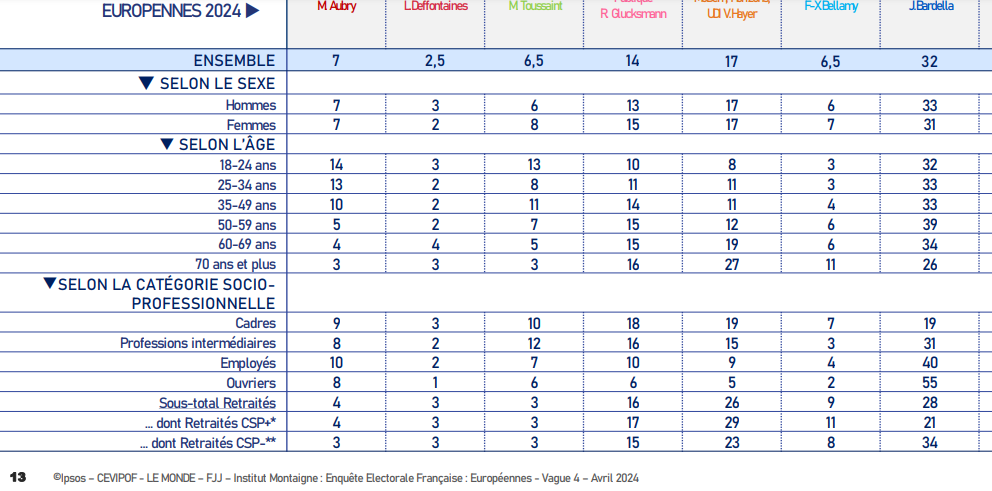 EUROPENNES 2024 ▶ M. Aubry L.Deffontaines M Toussaint R Glucksmann UDI V.Hayer F-X.Bellamy J.Bardella
ENSEMBLE 7 2,5 6,5 14 17 6,5 32
▼ SELON LE SEXE
Hommes 7 3 6 13 17 6 33
Femmes 7 2 8 15 17 7 31
▼ SELON L'ÂGE
18-24 ans 14 3 13 10 8 3 32
25-34 ans 13 2 8 11 11 3 33
35-49 ans 10 2 11 14 11 4 33
50-59 ans 5 2 7 15 12 6 39
60-69 ans 4 4 5 15 19 6 34
70 ans et plus 3 3 3 16 27 11 26
▼SELON LA CATÉGORIE SOCIO-
PROFESSIONNELLE
Cadres 9 3 10 18 19 7 19
Professions intermédiaires 8 2 12 16 15 3 31
Employés 10 2 7 10 9 4 40
Ouvriers 8 1 6 6 5 2 55
Sous-total Retraités 4 3 3 16 26 9 28
... dont Retraités CSP+* 4 3 3 17 29 11 21
... dont Retraités CSP-** 3 3 3 15 23 8 34
13 ©Ipsos – CEVIPOF - LE MONDE – FJJ – Institut Montaigne : Enquête Electorale Française : Européennes - Vague 4 – Avril 2024